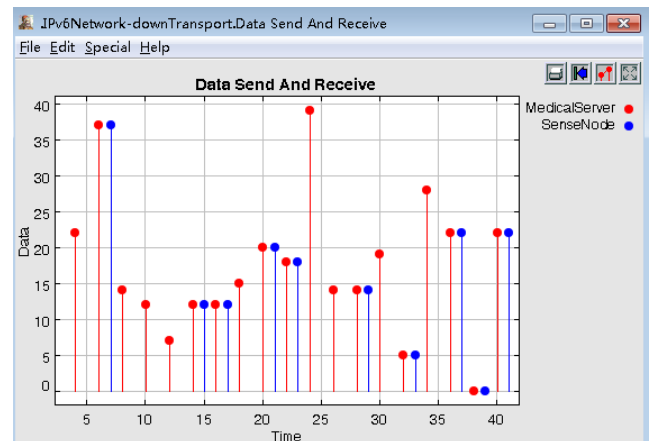 JPv6Network-downTransport.Data Send And Receive
File Edit Special Help
Data Send And Receive
MedicalServer
SenseNode
40
35
30
25
20
15
10
5
0
Data
5 10 15 20 25 30 35 40
Time